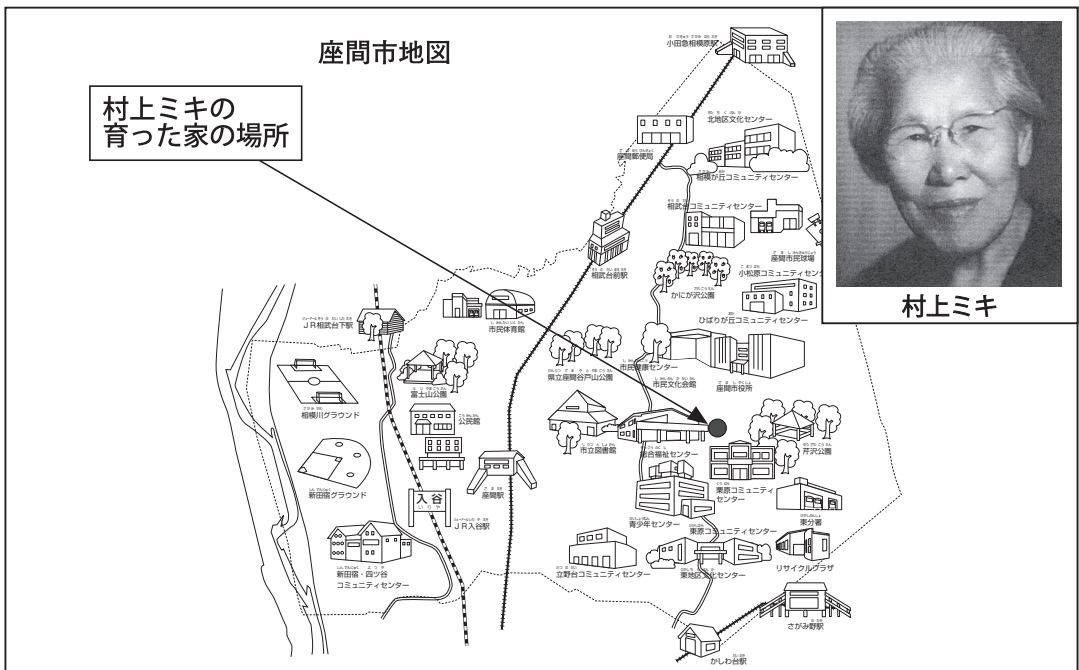 座間市地図
村上ミキの
育った家の場所
村上ミキ
小田急相模原駅
北地区文化センター
座間郵便局
相模が丘コミュニティセンター
相武台コミュニティセンター
座間市民球場
相武台前駅
小松原コミュニティセン
かにが沢公園
ひばりが丘コミュニティセンター
JR相武台下駅
市民体育館
市民健康センター
県立座間谷戸山公園
市民文化会館
座間市役所
富士山公園
相模川グラウンド
公民館
市立図書館
総合福祉センター
芹沢公園
栗原コミュニティ
センター
新田宿グラウンド
座間駅
入谷
いりや
JR入谷駅
青少年センター
東原コミュニティセンター
東分署
新田宿・四ツ谷
コミュニティセンター
立野台コミュニティセンター
東地区文化センター
リサイクルプラザ
さがみ野駅
かしわ台駅